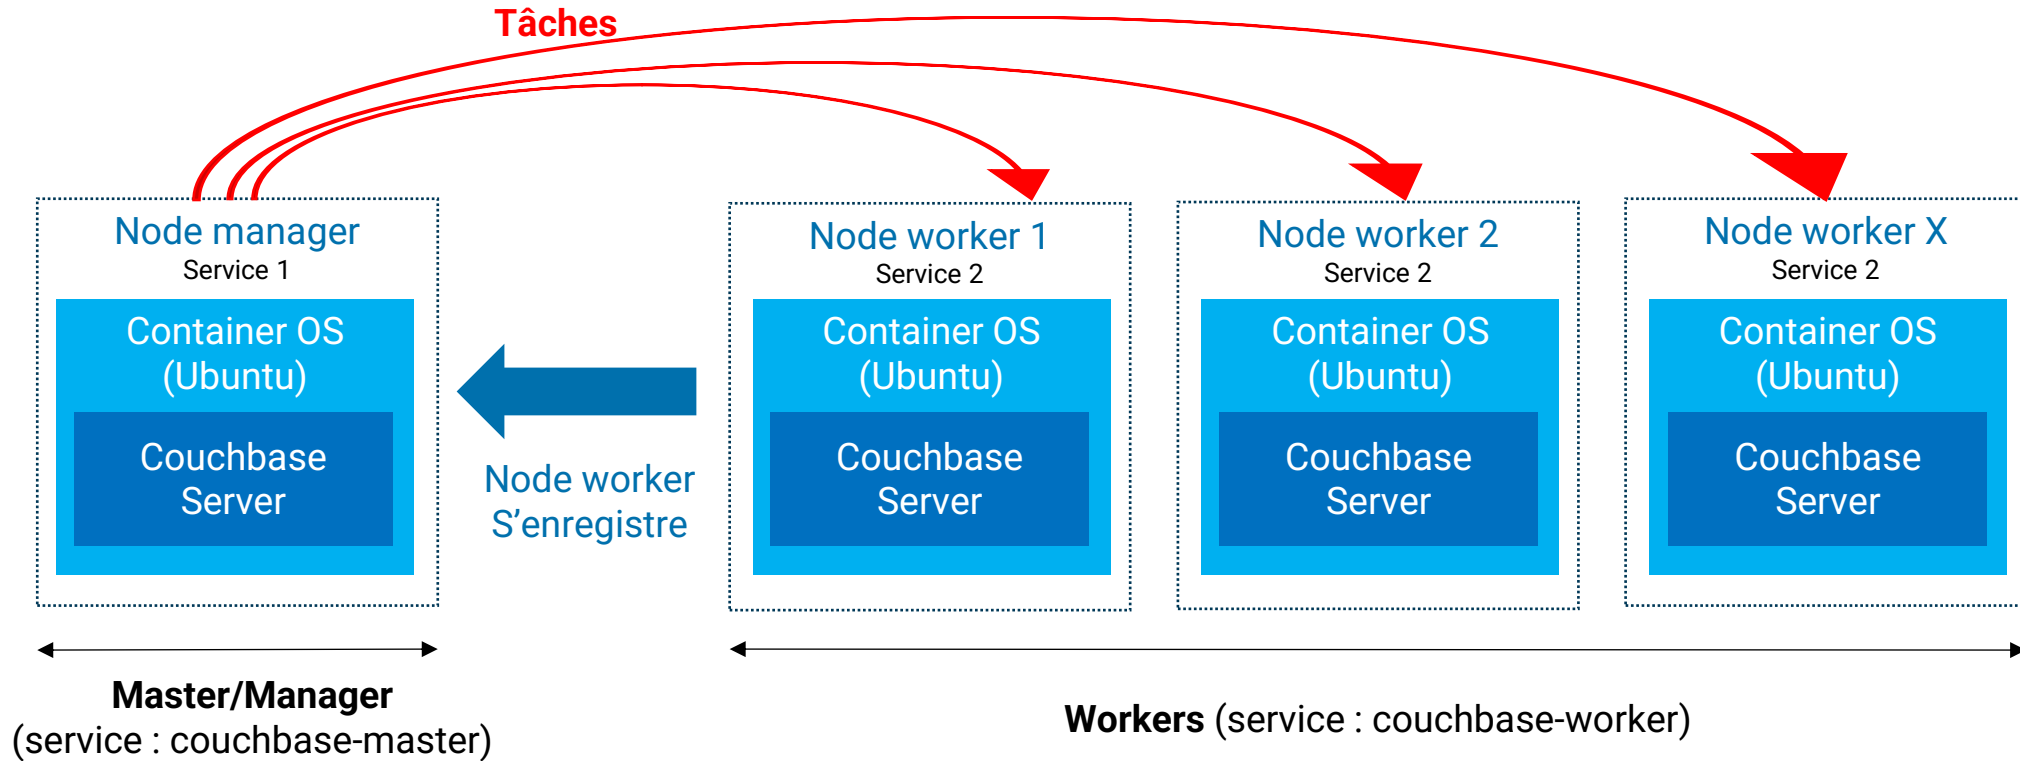 Tâches
Node manager
Service 1
Container OS
(Ubuntu)
Couchbase
Server
Node worker
S’enregistre
Node worker 1
Service 2
Container OS
(Ubuntu)
Couchbase
Server
Node worker 2
Service 2
Container OS
(Ubuntu)
Couchbase
Server
Node worker X
Service 2
Container OS
(Ubuntu)
Couchbase
Server
Master/Manager
(service : couchbase-master)
Workers (service : couchbase-worker)